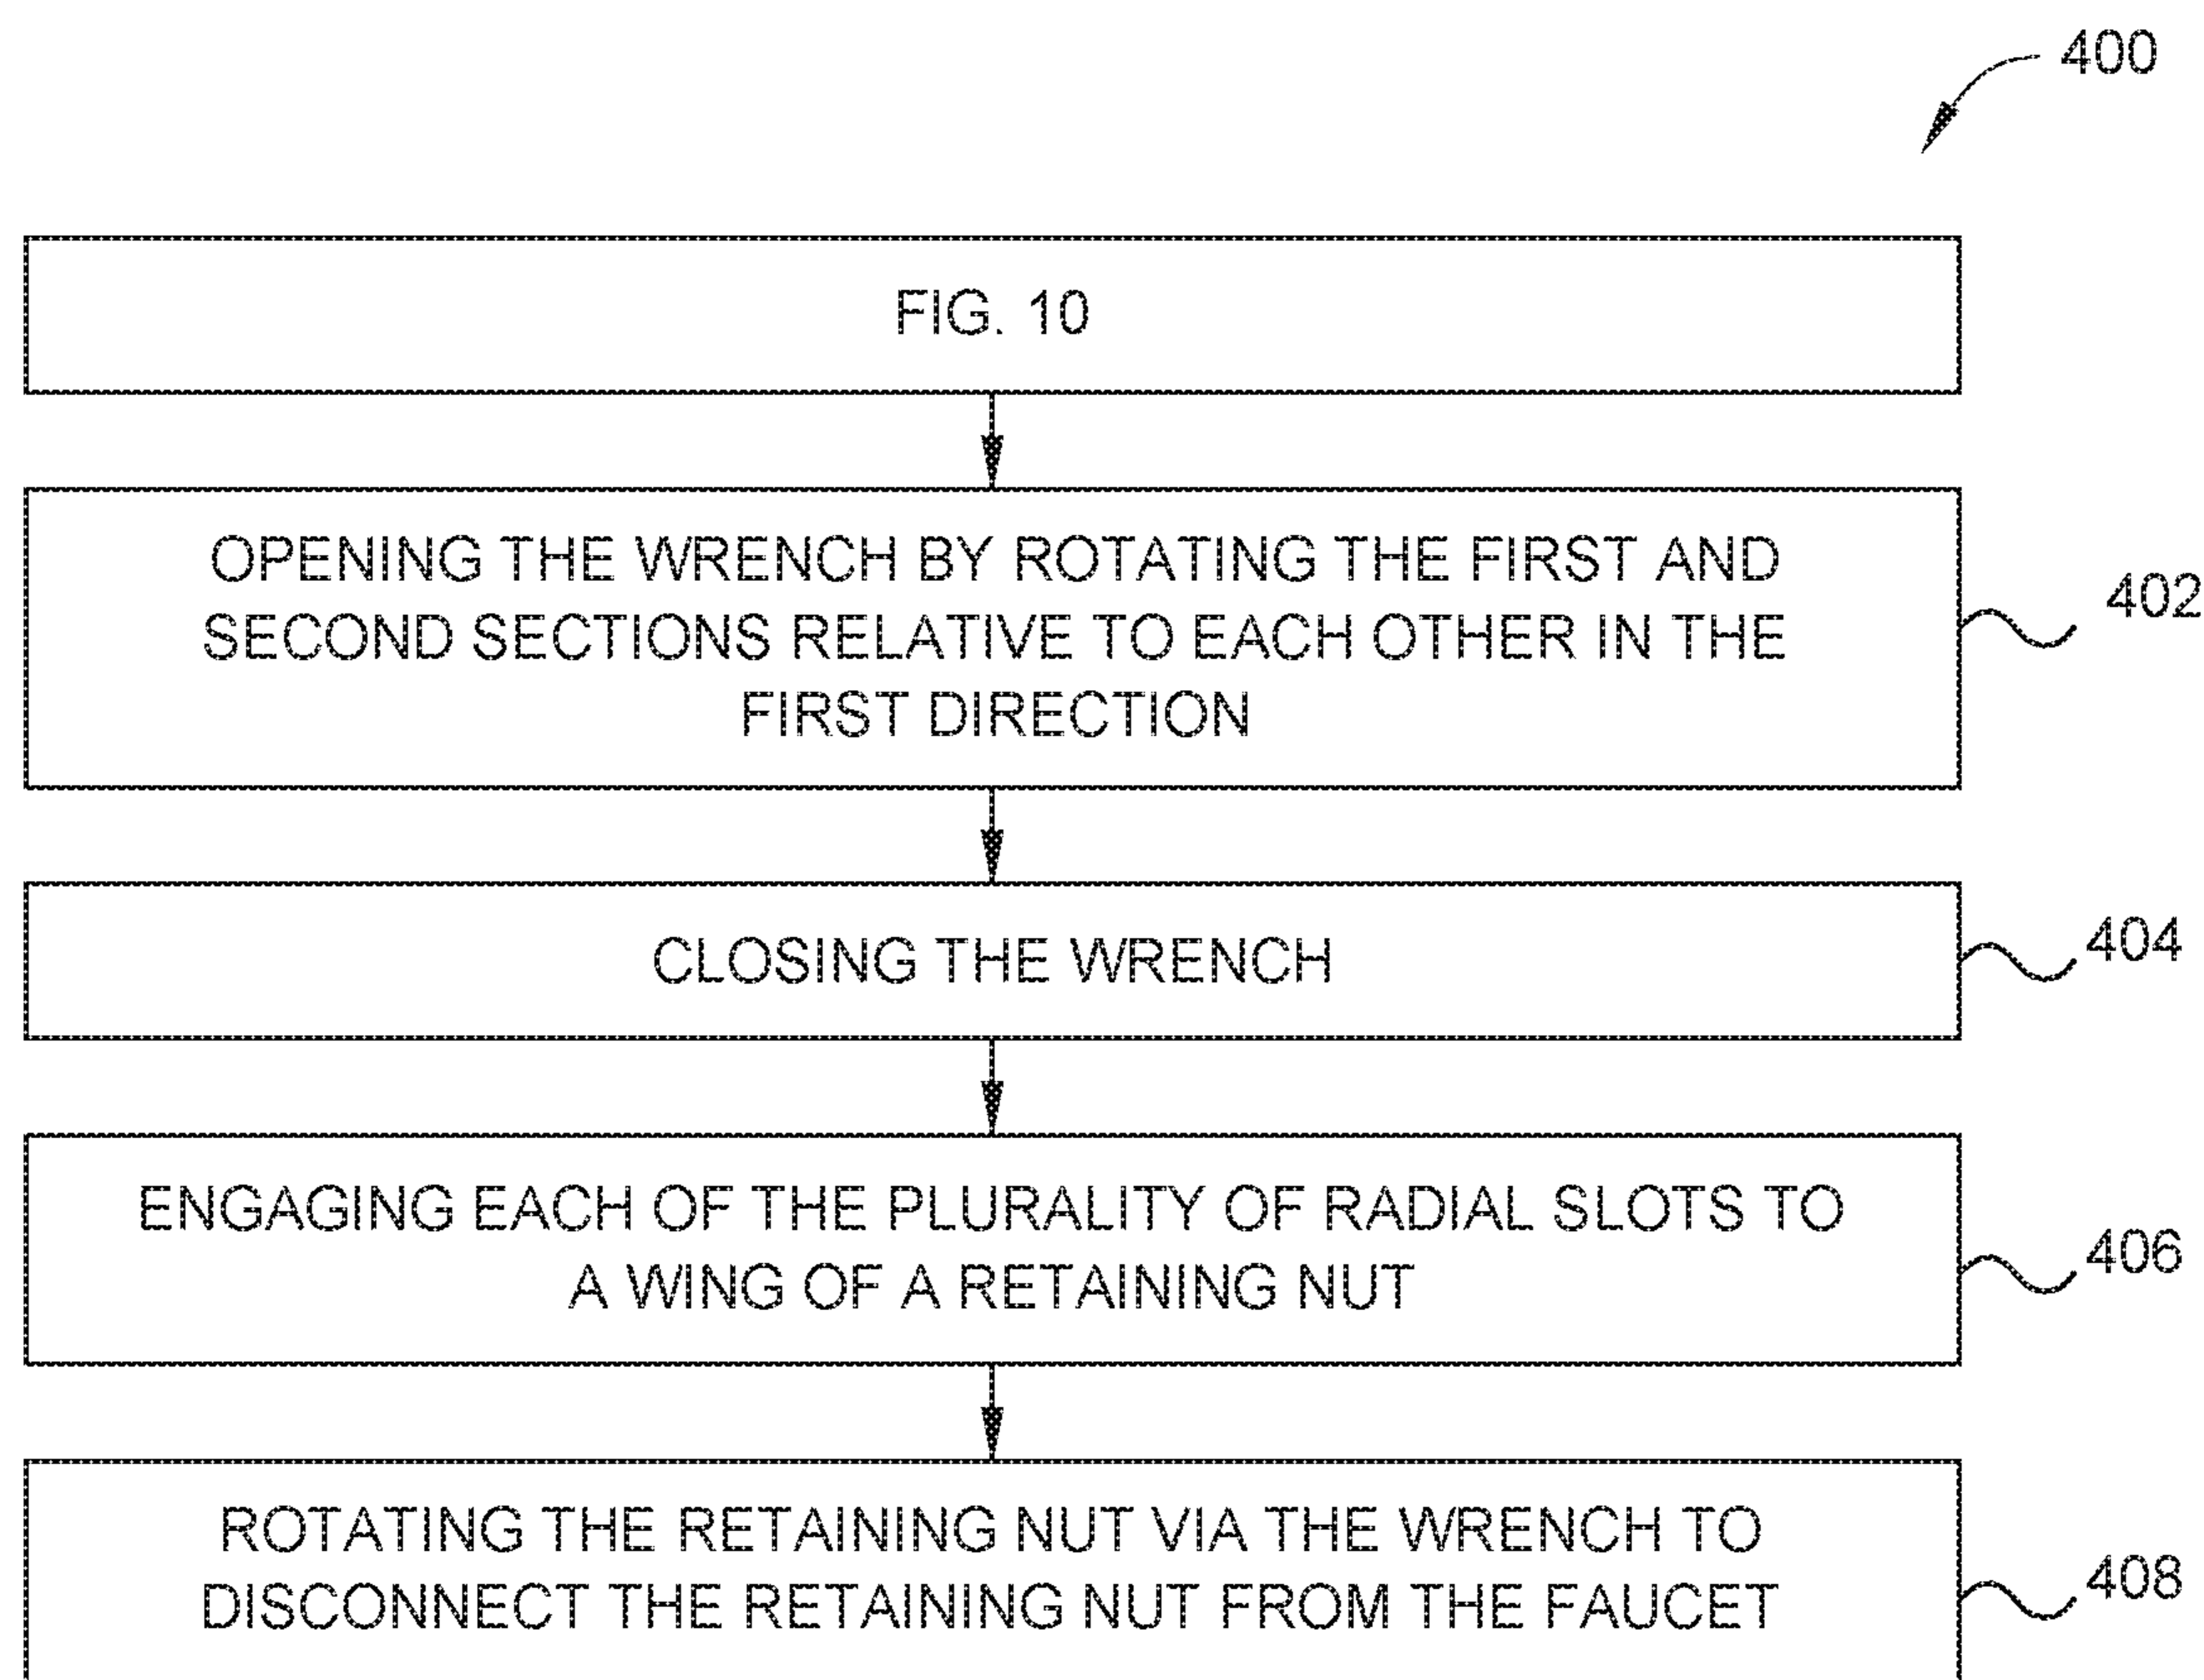 400
FIG. 10
OPENING THE WRENCH BY ROTATING THE FIRST AND
SECOND SECTIONS RELATIVE TO EACH OTHER IN THE
FIRST DIRECTION
402
CLOSING THE WRENCH
404
ENGAGING EACH OF THE PLURALITY OF RADIAL SLOTS TO
A WING OF A RETAINING NUT
406
ROTATING THE RETAINING NUT VIA THE WRENCH TO
DISCONNECT THE RETAINING NUT FROM THE FAUCET
408